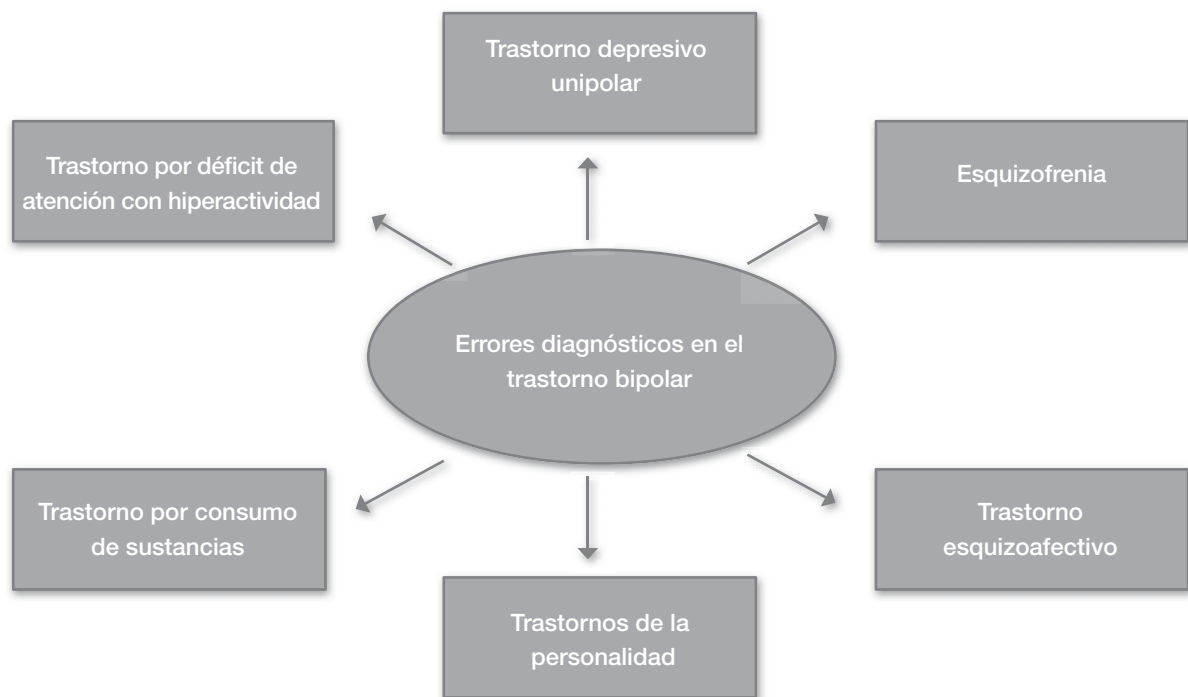 Trastorno depresivo
unipolar
Trastorno por déficit de
atención con hiperactividad
Esquizofrenia
Errores diagnósticos en el
trastorno bipolar
Trastorno por consumo
de sustancias
Trastorno
esquizoafectivo
Trastornos de la
personalidad